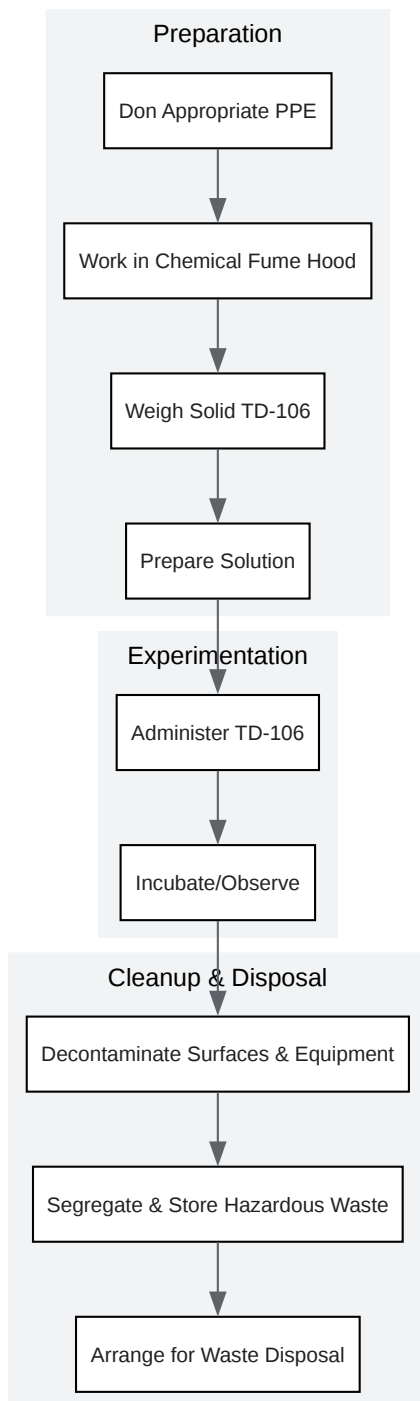 Preparation
Don Appropriate PPE
Work in Chemical Fume Hood
Weigh Solid TD-106
Prepare Solution
Experimentation
Administer TD-106
Incubate/Observe
Cleanup & Disposal
Decontaminate Surfaces & Equipment
Segregate & Store Hazardous Waste
Arrange for Waste Disposal